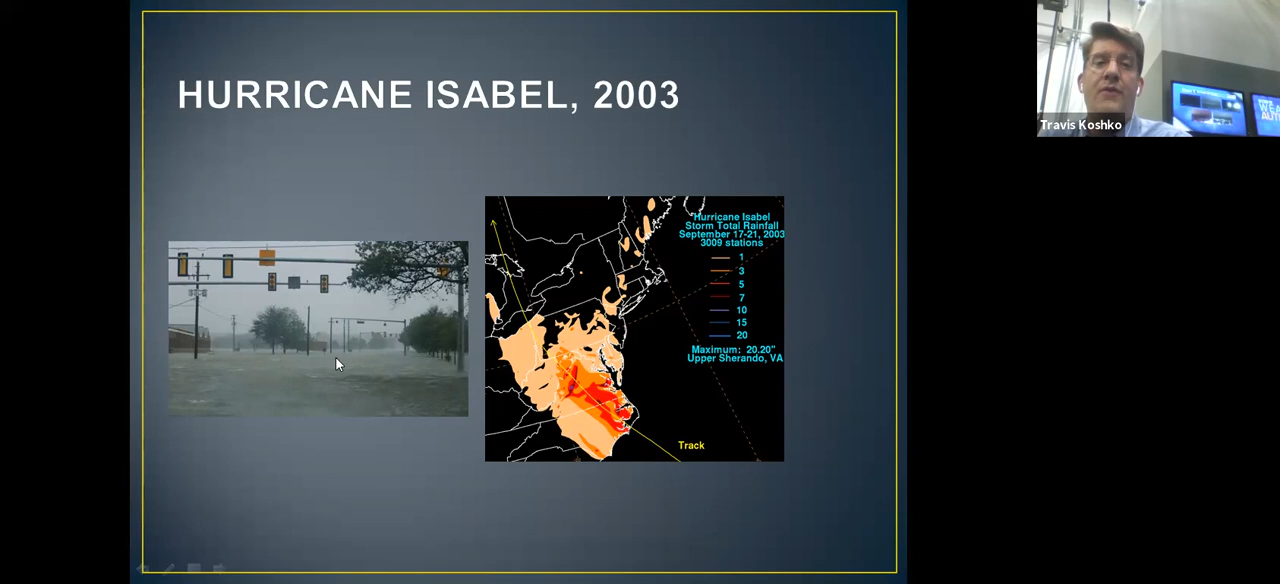 HURRICANE ISABEL, 2003
Travis Koshko
Hurricane Isabel
Storm Total Rainfall
September 17-21, 2003
3009 stations
1
3
5
7
10
15
20
Maximum: 20.20"
Upper Sherando, VA
Track